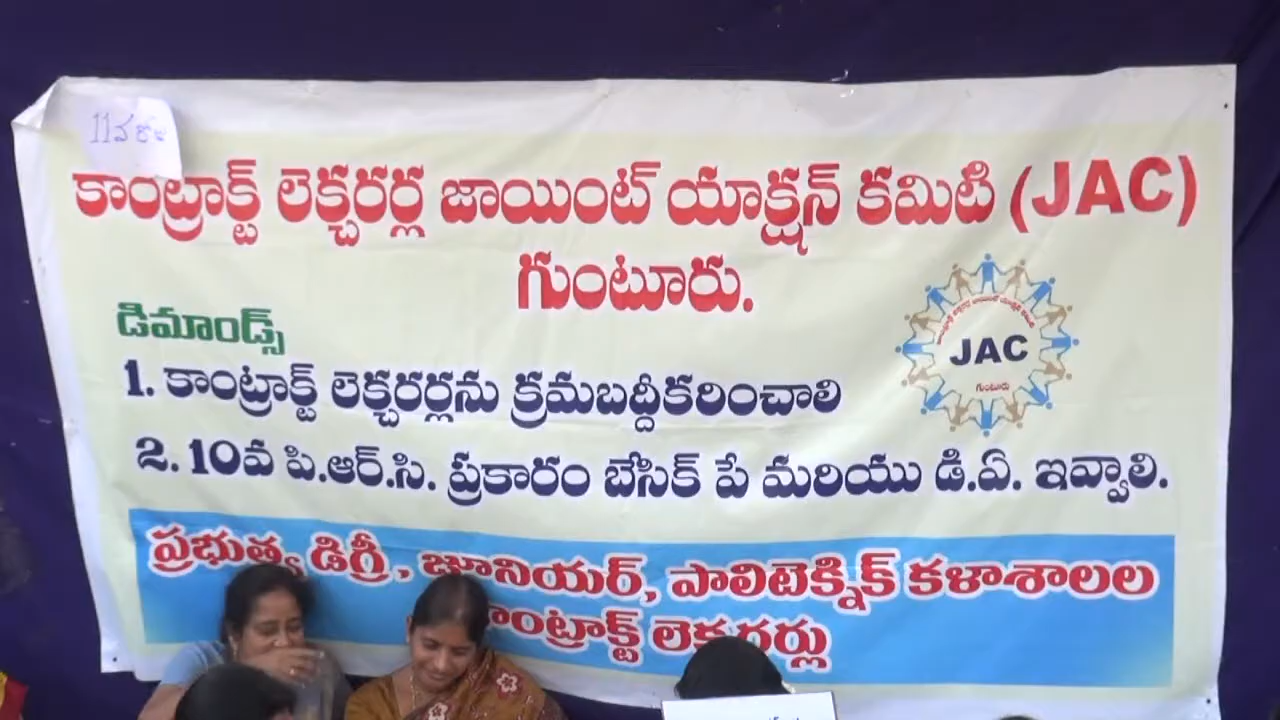 11వ రోజు
కాంట్రాక్ట్ లెక్చరర్ల జాయింట్ యాక్షన్ కమిటి (JAC)
గుంటూరు.
డిమాండ్స్
JAC
గుంటూరు
1. కాంట్రాక్ట్ లెక్చరర్లను క్రమబద్దీకరించాలి
2. 10వ పి.ఆర్.సి. ప్రకారం బేసిక్ పే మరియు డి.ఏ. ఇవ్వాలి.
ప్రభుత్వ డిగ్రీ, జూనియర్, పాలిటెక్నిక్ కళాశాలల
కాంట్రాక్ట్ లెక్చరర్లు